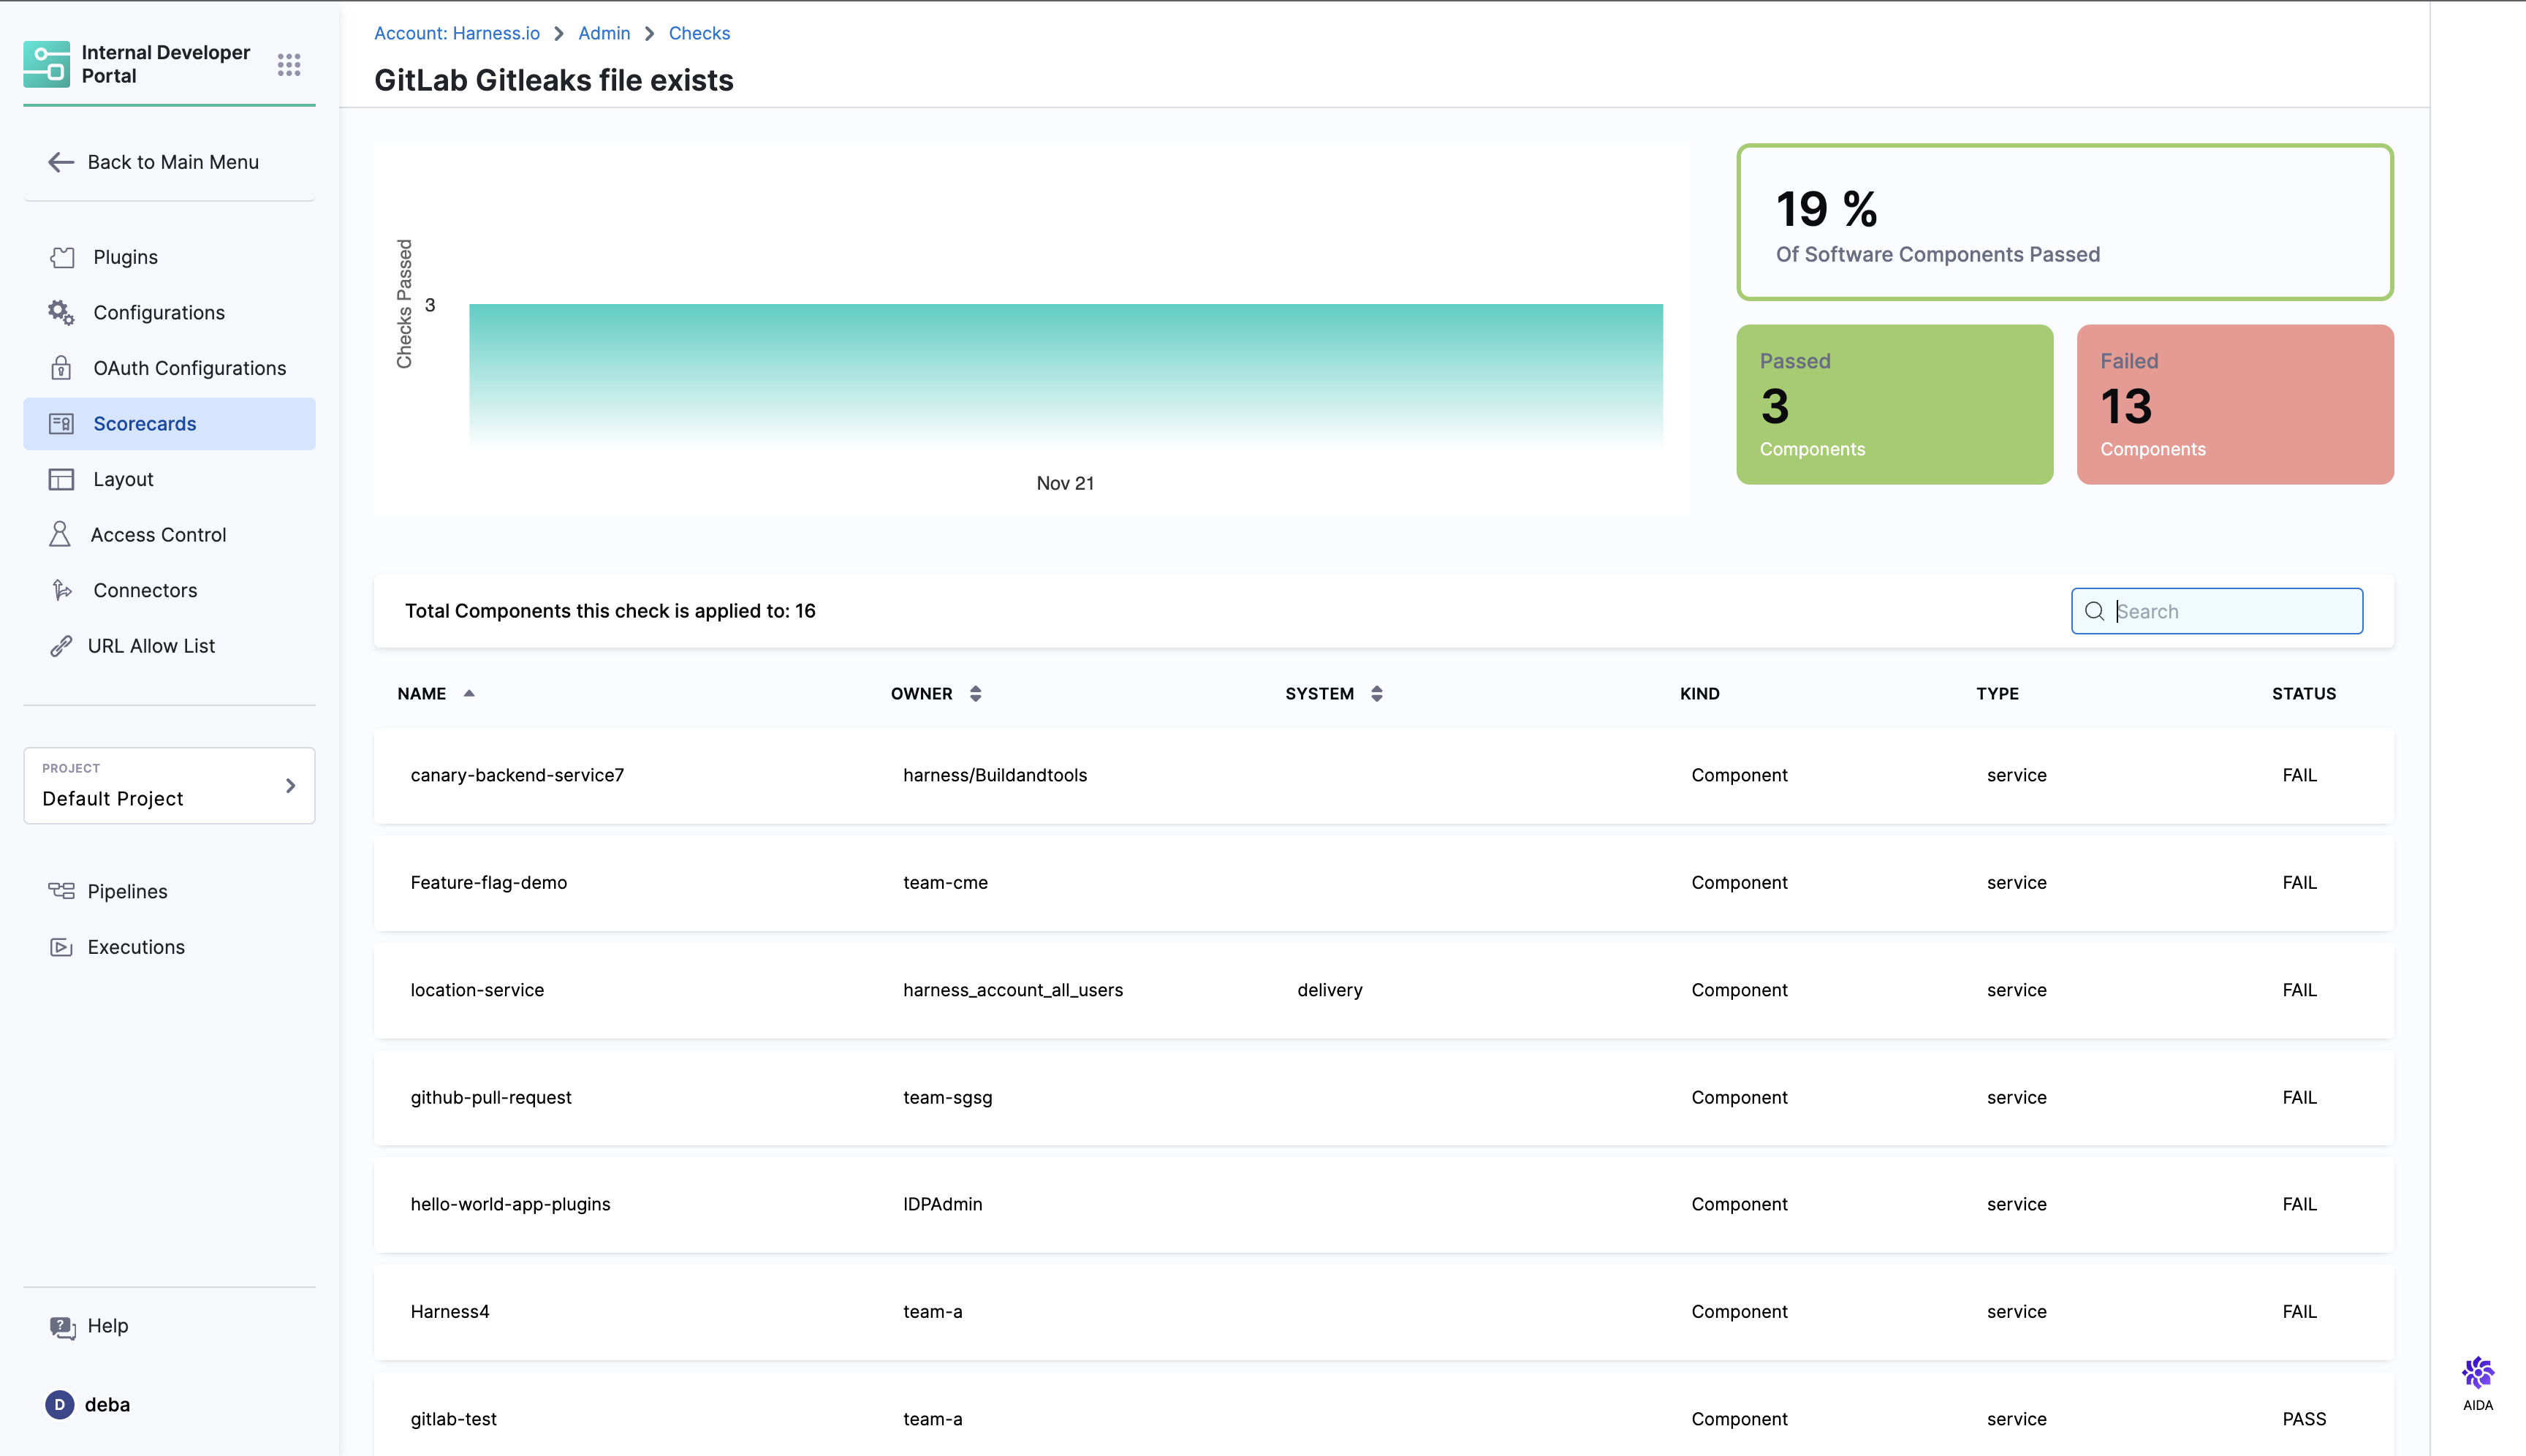 Internal Developer
Portal
Back to Main Menu
Plugins
Configurations
OAuth Configurations
Scorecards
Layout
Access Control
Connectors
URL Allow List
PROJECT
Default Project
Pipelines
Executions
Help
D deba
Account: Harness.io > Admin > Checks
GitLab Gitleaks file exists
Checks Passed
3
Nov 21
19 %
Of Software Components Passed
Passed
3
Components
Failed
13
Components
Total Components this check is applied to: 16
Search
NAME OWNER SYSTEM KIND TYPE STATUS
canary-backend-service7 harness/Buildandtools Component service FAIL
Feature-flag-demo team-cme Component service FAIL
location-service harness_account_all_users delivery Component service FAIL
github-pull-request team-sgsg Component service FAIL
hello-world-app-plugins IDPAdmin Component service FAIL
Harness4 team-a Component service FAIL
gitlab-test team-a Component service PASS
AIDA